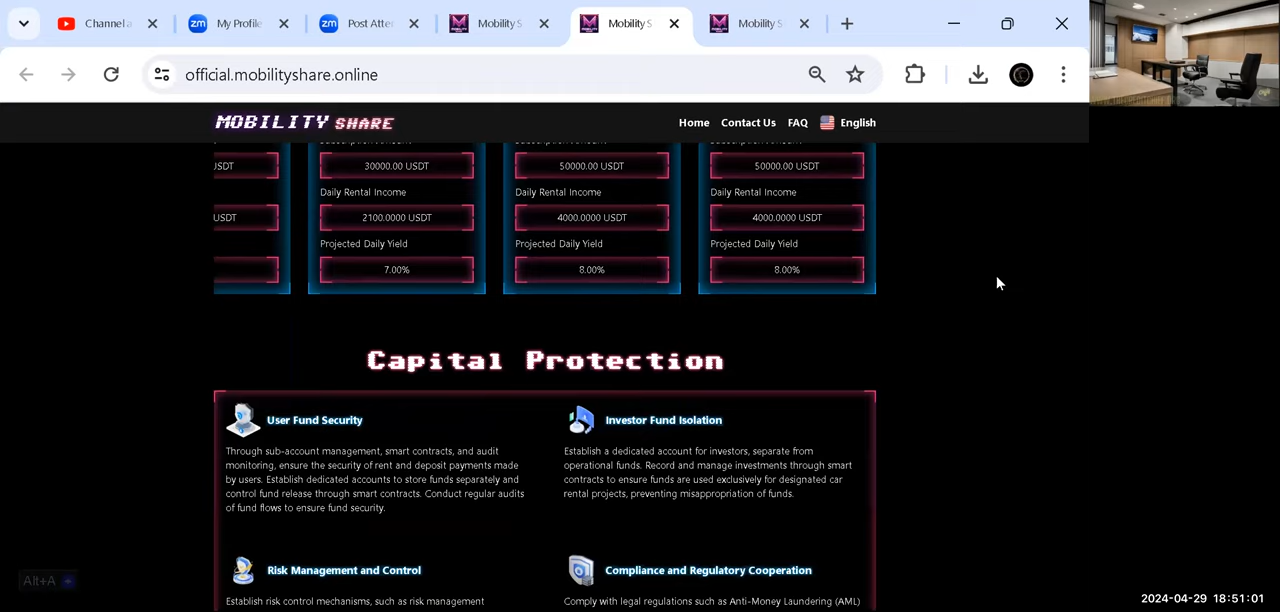 Channel a
My Profile
Post Atte
Mobility S
Mobility S
Mobility S
official.mobilityshare.online
MOBILITY SHARE
Home
Contact Us
FAQ
English
USDT
30000.00 USDT
50000.00 USDT
50000.00 USDT
Daily Rental Income
Daily Rental Income
Daily Rental Income
USDT
2100.0000 USDT
4000.0000 USDT
4000.0000 USDT
Projected Daily Yield
Projected Daily Yield
Projected Daily Yield
7.00%
8.00%
8.00%
Capital Protection
User Fund Security
Through sub-account management, smart contracts, and audit
monitoring, ensure the security of rent and deposit payments made
by users. Establish dedicated accounts to store funds separately and
control fund release through smart contracts. Conduct regular audits
of fund flows to ensure fund security.
Investor Fund Isolation
Establish a dedicated account for investors, separate from
operational funds. Record and manage investments through smart
contracts to ensure funds are used exclusively for designated car
rental projects, preventing misappropriation of funds.
Risk Management and Control
Establish risk control mechanisms, such as risk management
Compliance and Regulatory Cooperation
Comply with legal regulations such as Anti-Money Laundering (AML)
Alt+A
2024-04-29 18:51:01